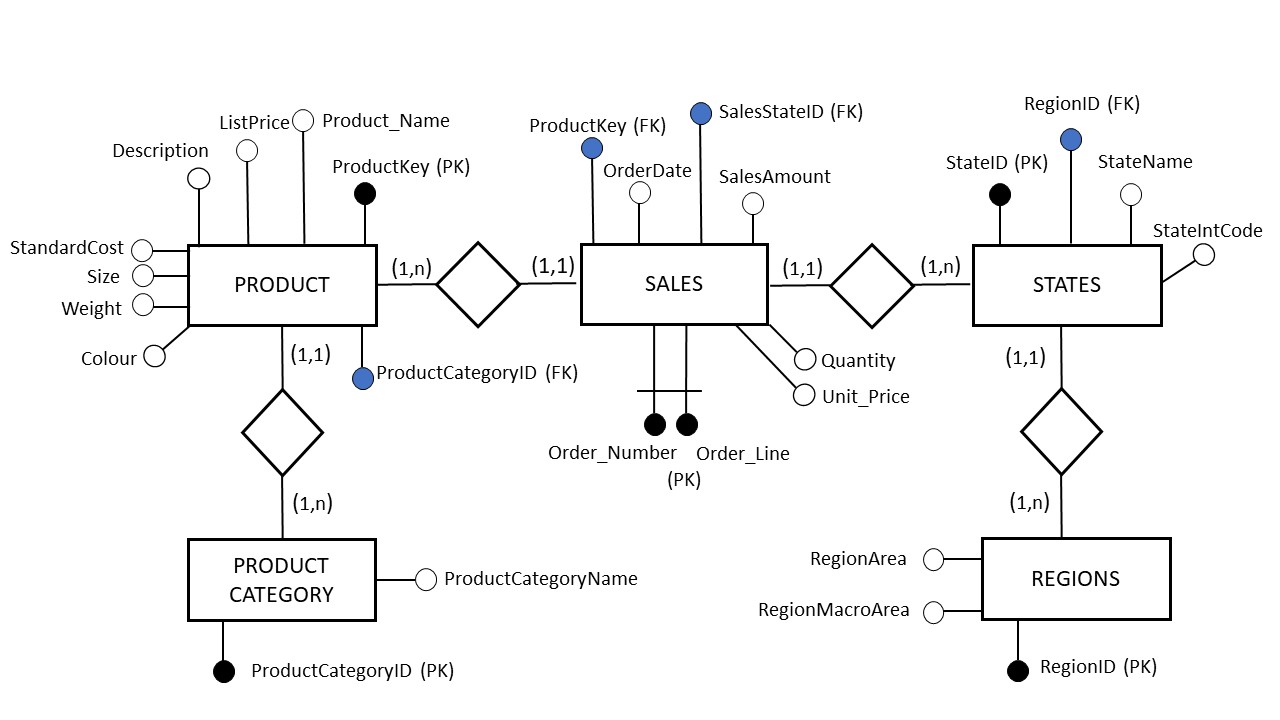 RegionID (FK)
SalesStateID (FK)
ListPrice
Product_Name
ProductKey (FK)
Description
ProductKey (PK)
OrderDate
SalesAmount
StateID (PK)
StateName
StateIntCode
StandardCost
Size
Weight
Colour
PRODUCT
(1,n)
(1,1)
SALES
(1,1)
(1,n)
STATES
(1,1)
ProductCategoryID (FK)
Quantity
Unit_Price
(1,1)
Order_Number
Order_Line
(PK)
(1,n)
(1,n)
PRODUCT
CATEGORY
ProductCategoryName
RegionArea
RegionMacroArea
REGIONS
ProductCategoryID (PK)
RegionID (PK)